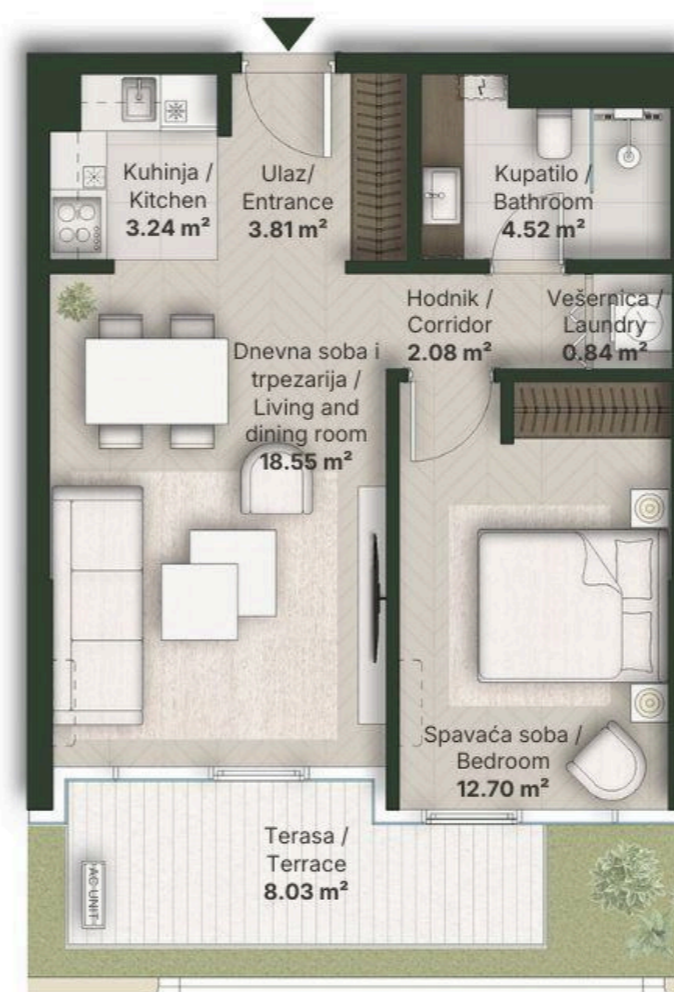 Kuhinja /
Kitchen
3.24 m²
Ulaz/
Entrance
3.81 m²
Kupatilo /
Bathroom
4.52 m²
Hodnik /
Corridor
2.08 m²
Vešernica /
Laundry
0.84 m²
Dnevna soba i
trpezarija /
Living and
dining room
18.55 m²
Spavaća soba /
Bedroom
12.70 m²
Terasa /
Terrace
8.03 m²
AC UNIT